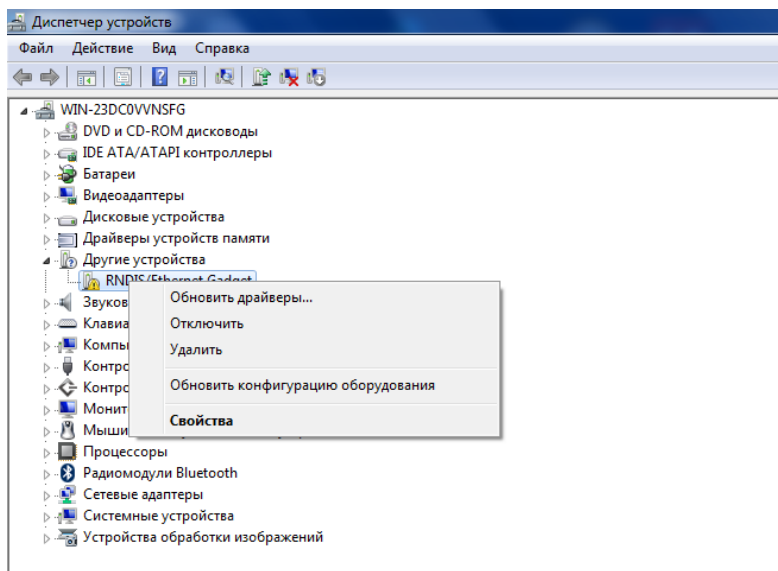 Диспетчер устройств
Файл Действие Вид Справка
WIN-23DC0VVNSFG
DVD и CD-ROM дисководы
IDE ATA/ATAPI контроллеры
Батареи
Видеоадаптеры
Дисковые устройства
Драйверы устройств памяти
Другие устройства
RNDIS/Ethernet Gadget
Обновить драйверы...
Отключить
Удалить
Обновить конфигурацию оборудования
Свойства
Звуков
Клавиа
Компы
Контро
Контро
Монит
Мыши
Процессоры
Радиомодули Bluetooth
Сетевые адаптеры
Системные устройства
Устройства обработки изображений